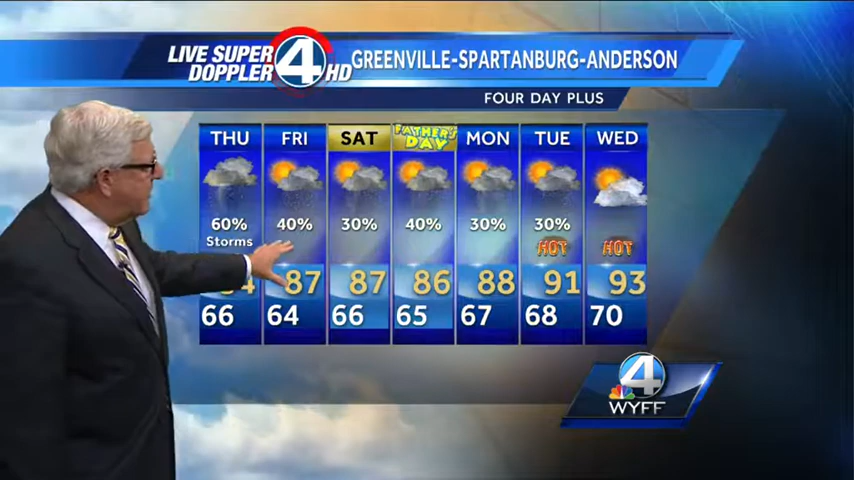 LIVE SUPER
DOPPLER 4 HD
GREENVILLE-SPARTANBURG-ANDERSON
FOUR DAY PLUS
THU FRI SAT FATHER'S DAY MON TUE WED
60% 40% 30% 40% 30% 30%
Storms HOT HOT
87 87 86 88 91 93
66 64 66 65 67 68 70
4
WYFF